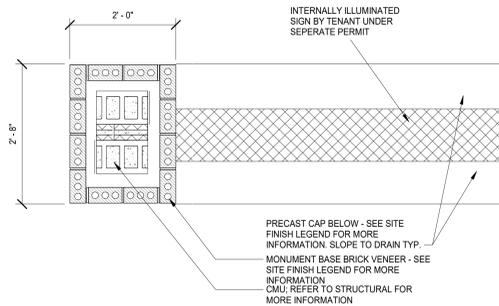 2' - 0"
INTERNALLY ILLUMINATED
SIGN BY TENANT UNDER
SEPERATE PERMIT
2' - 8"
PRECAST CAP BELOW - SEE SITE
FINISH LEGEND FOR MORE
INFORMATION. SLOPE TO DRAIN TYP.
MONUMENT BASE BRICK VENEER - SEE
SITE FINISH LEGEND FOR MORE
INFORMATION
CMU; REFER TO STRUCTURAL FOR
MORE INFORMATION